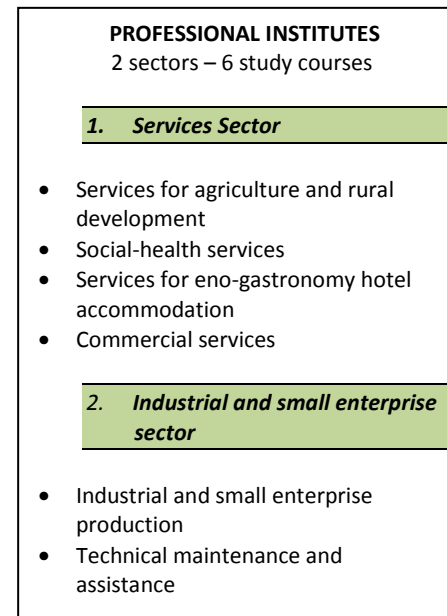 PROFESSIONAL INSTITUTES
2 sectors – 6 study courses
1. Services Sector
• Services for agriculture and rural
development
• Social-health services
• Services for eno-gastronomy hotel
accommodation
• Commercial services
2. Industrial and small enterprise
sector
• Industrial and small enterprise
production
• Technical maintenance and
assistance